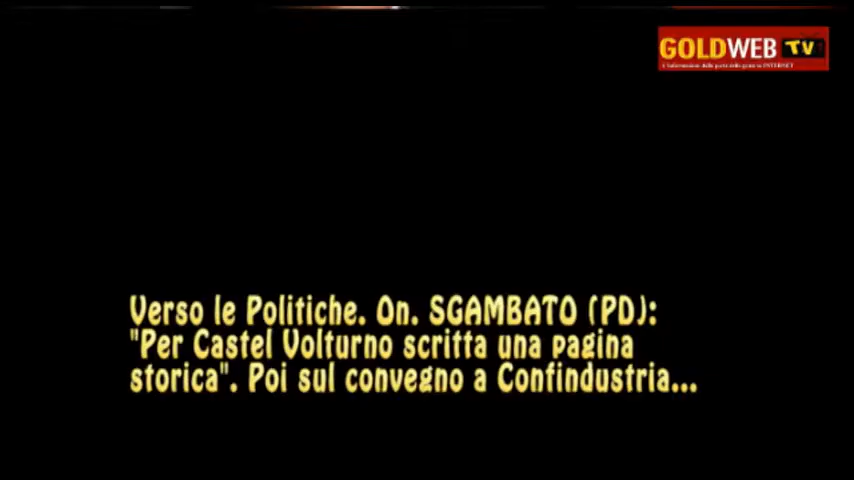 GOLDWEB TV
Verso le Politiche. On. SGAMBATO (PD):
"Per Castel Volturno scritta una pagina
storica". Poi sul convegno a Confindustria...